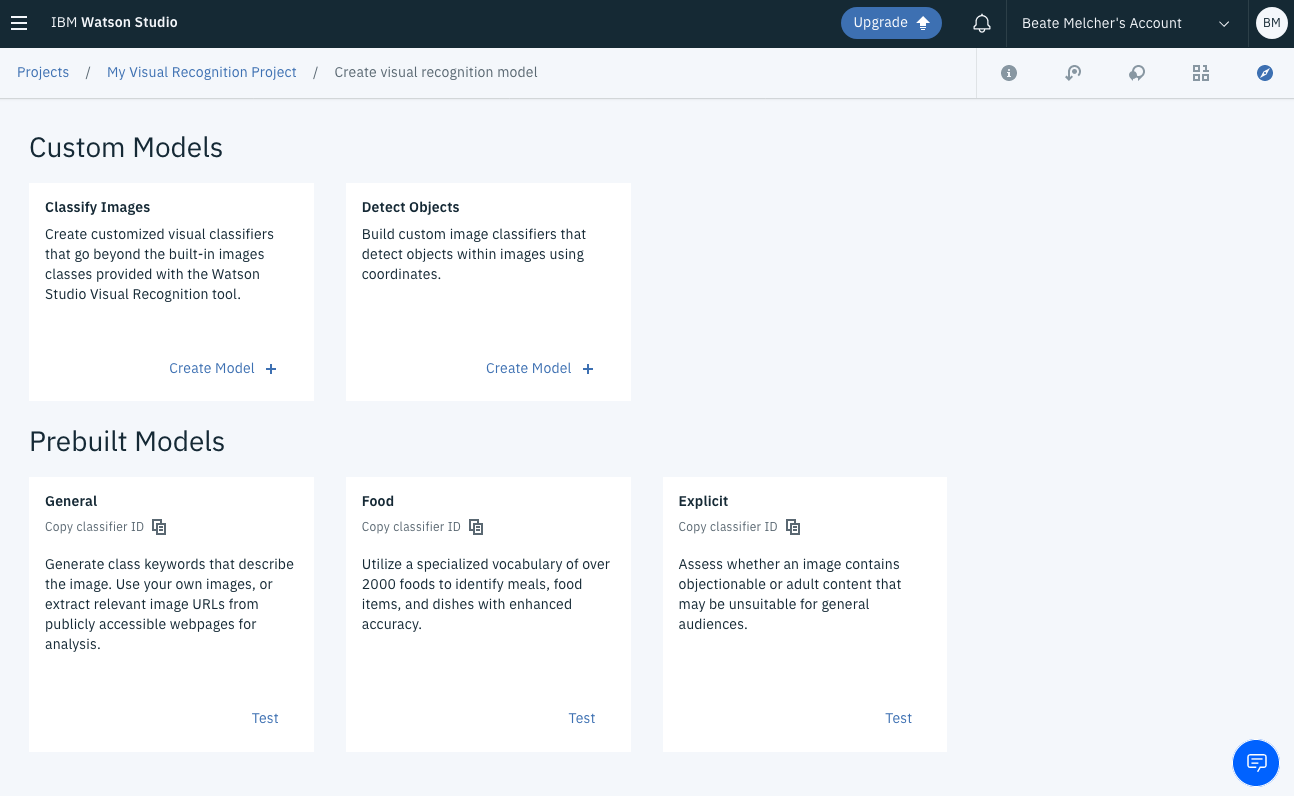 IBM Watson Studio
Upgrade
Beate Melcher's Account
BM
Projects / My Visual Recognition Project / Create visual recognition model
Custom Models
Classify Images
Create customized visual classifiers
that go beyond the built-in images
classes provided with the Watson
Studio Visual Recognition tool.
Create Model +
Detect Objects
Build custom image classifiers that
detect objects within images using
coordinates.
Create Model +
Prebuilt Models
General
Copy classifier ID
Generate class keywords that describe
the image. Use your own images, or
extract relevant image URLs from
publicly accessible webpages for
analysis.
Test
Food
Copy classifier ID
Utilize a specialized vocabulary of over
2000 foods to identify meals, food
items, and dishes with enhanced
accuracy.
Test
Explicit
Copy classifier ID
Assess whether an image contains
objectionable or adult content that
may be unsuitable for general
audiences.
Test